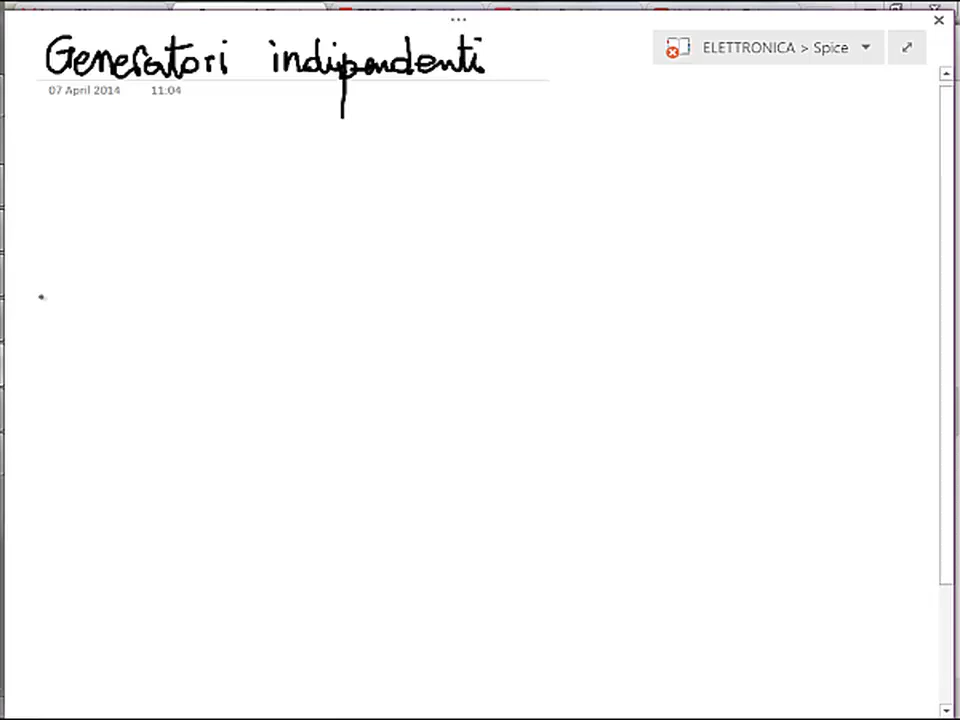 Generatori indipendenti
ELETTRONICA > Spice
07 April 2014 11:04